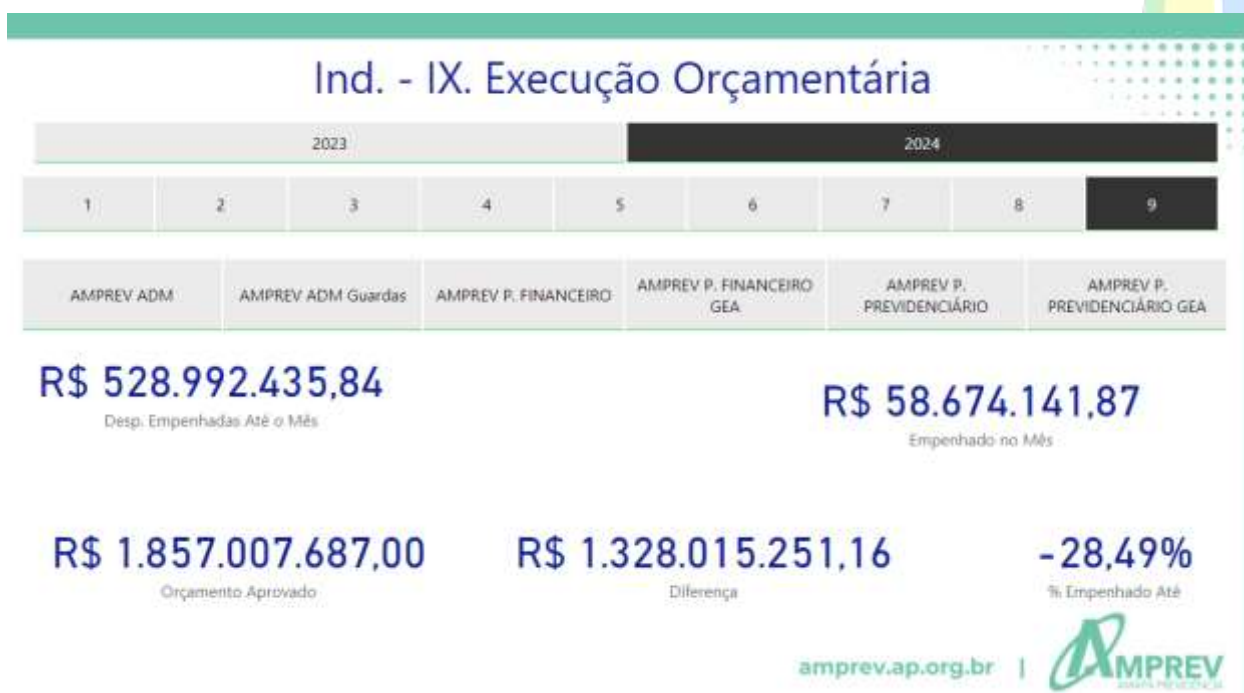 Ind. - IX. Execução Orçamentária
2023 2024
1 2 3 4 5 6 7 8 9
AMPREV ADM AMPREV ADM Guardas AMPREV P. FINANCEIRO AMPREV P. FINANCEIRO GEA AMPREV P. PREVIDENCIÁRIO AMPREV P. PREVIDENCIÁRIO GEA
R$ 528.992.435,84
Desp. Empenhadas Até o Mês
R$ 58.674.141,87
Empenhado no Mês
R$ 1.857.007.687,00 R$ 1.328.015.251,16 -28,49%
Orçamento Aprovado Diferença % Empenhado Até
amprev.ap.org.br | AMPREV
AMAPÁ PREVIDÊNCIA